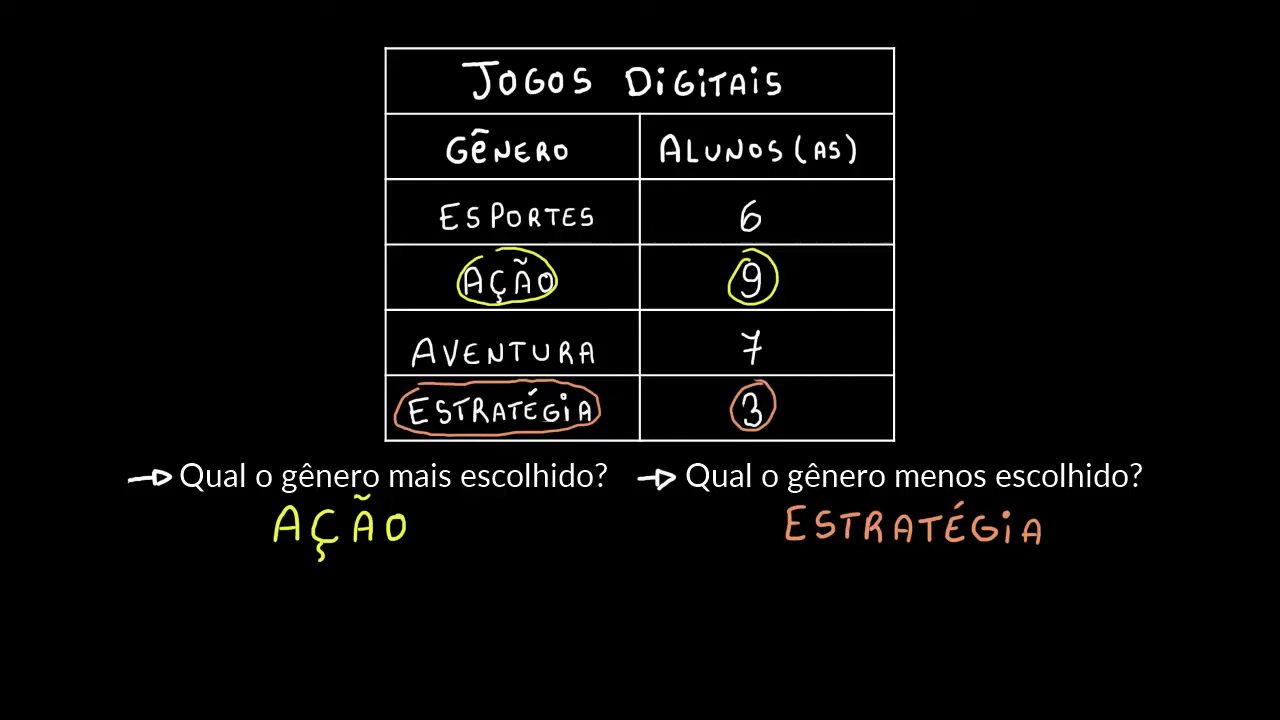 JOGOS DIGITAIS
GÊNERO ALUNOS(AS)
ESPORTES 6
AÇÃO 9
AVENTURA 7
ESTRATÉGIA 3
Qual o gênero mais escolhido? Qual o gênero menos escolhido?
AÇÃO ESTRATÉGIA